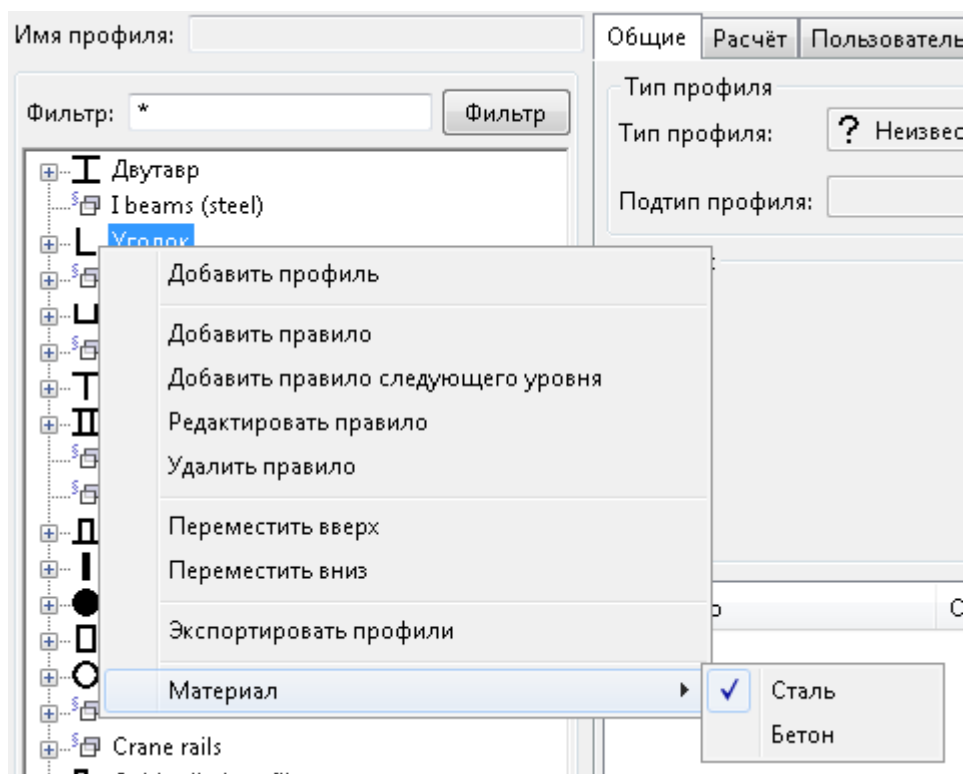 Имя профиля:
Общие Расчёт Пользователь
Тип профиля
Фильтр: * Фильтр
Тип профиля: ? Неизвес
Двутавр
I beams (steel)
Подтип профиля:
Уголок
Добавить профиль
Добавить правило
Добавить правило следующего уровня
Редактировать правило
Удалить правило
Переместить вверх
Переместить вниз
Экспортировать профили
Материал
Сталь
Бетон
Crane rails